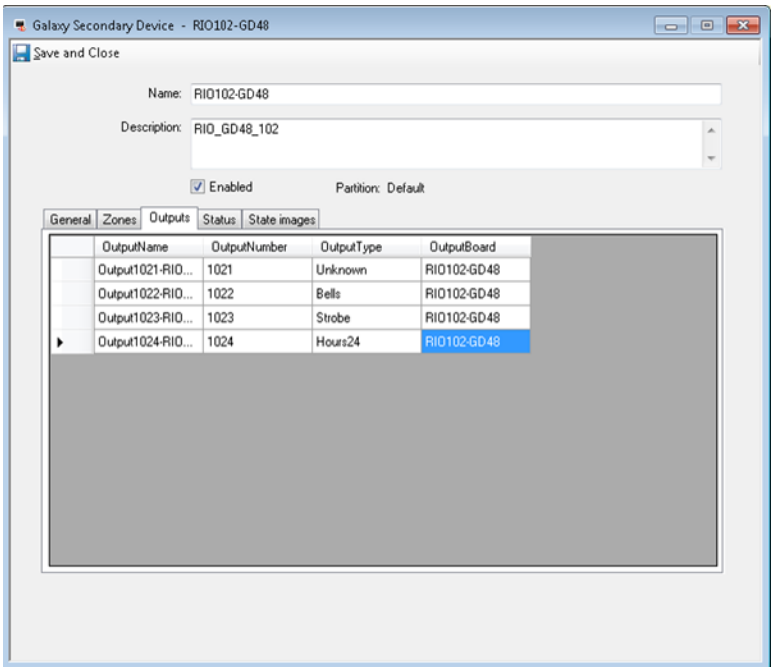 Galaxy Secondary Device - RIO102-GD48
Save and Close
Name: RIO102-GD48
Description: RIO_GD48_102
Enabled Partition: Default
General Zones Outputs Status State images
OutputName OutputNumber OutputType OutputBoard
Output1021-RIO... 1021 Unknown RIO102-GD48
Output1022-RIO... 1022 Bells RIO102-GD48
Output1023-RIO... 1023 Strobe RIO102-GD48
Output1024-RIO... 1024 Hours24 RIO102-GD48